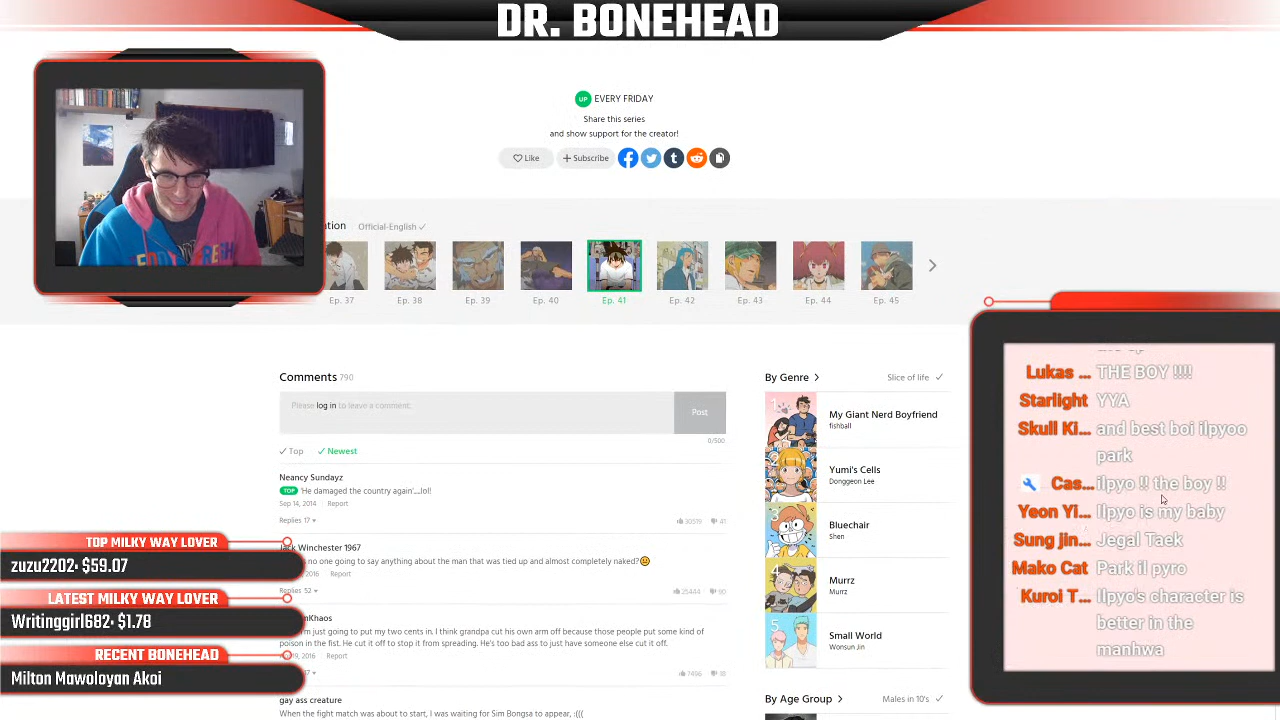 DR. BONEHEAD
UP EVERY FRIDAY
Share this series
and show support for the creator!
Like
+ Subscribe
Official-English
Ep. 37
Ep. 38
Ep. 39
Ep. 40
Ep. 41
Ep. 42
Ep. 43
Ep. 44
Ep. 45
Comments 790
Please log in to leave a comment.
Post
0/500
Top
Newest
Neancy Sundayz
TOP 'He damaged the country again'....lol!
Sep 14, 2014 Report
Replies 17
30519 41
Winchester 1967
no one going to say anything about the man that was tied up and almost completely naked?
2016 Report
Replies 52
25444 90
just going to put my two cents in. I think grandpa cut his own arm off because those people put some kind of
poison in the fist. He cut it off to stop it from spreading. He's too bad ass to just have someone else cut it off.
2016 Report
7496 18
gay ass creature
When the fight match was about to start, I was waiting for Sim Bongsa to appear, :(((
By Genre
Slice of life
1
My Giant Nerd Boyfriend
fishball
Yumi's Cells
Donggeon Lee
Bluechair
Shen
4
Murrz
Murrz
Small World
Wonsun Jin
By Age Group
Males in 10's
TOP MILKY WAY LOVER
zuzu2202• $59.07
LATEST MILKY WAY LOVER
Writinggirl682• $1.78
RECENT BONEHEAD
Milton Mawoloyan Akoi
Lukas ... THE BOY !!!!
Starlight YYA
Skull Ki... and best boi ilpyoo
park
Cas... ilpyo !! the boy !!
Yeon Yi... Ilpyo is my baby
Sung jin... Jegal Taek
Mako Cat Park il pyro
Kuroi T... Ilpyo's character is
better in the
manhwa